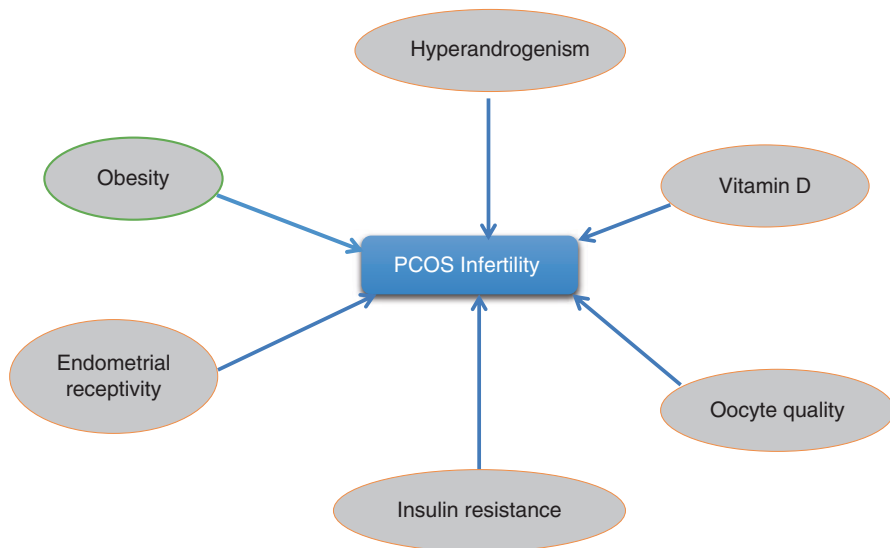 Hyperandrogenism
Obesity
Vitamin D
PCOS Infertility
Endometrial
receptivity
Oocyte quality
Insulin resistance